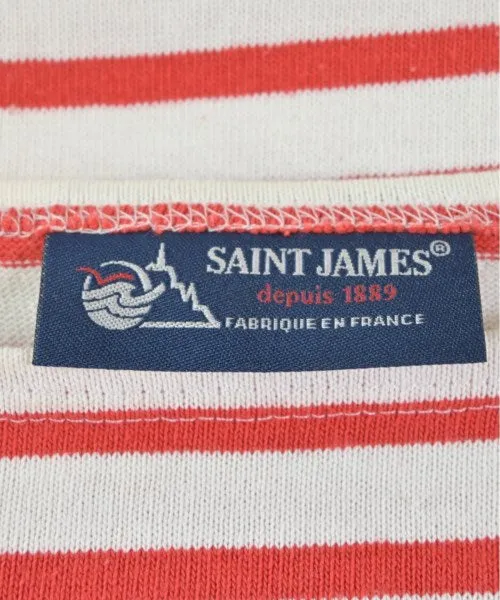 SAINT JAMES®
depuis 1889
FABRIQUE EN FRANCE